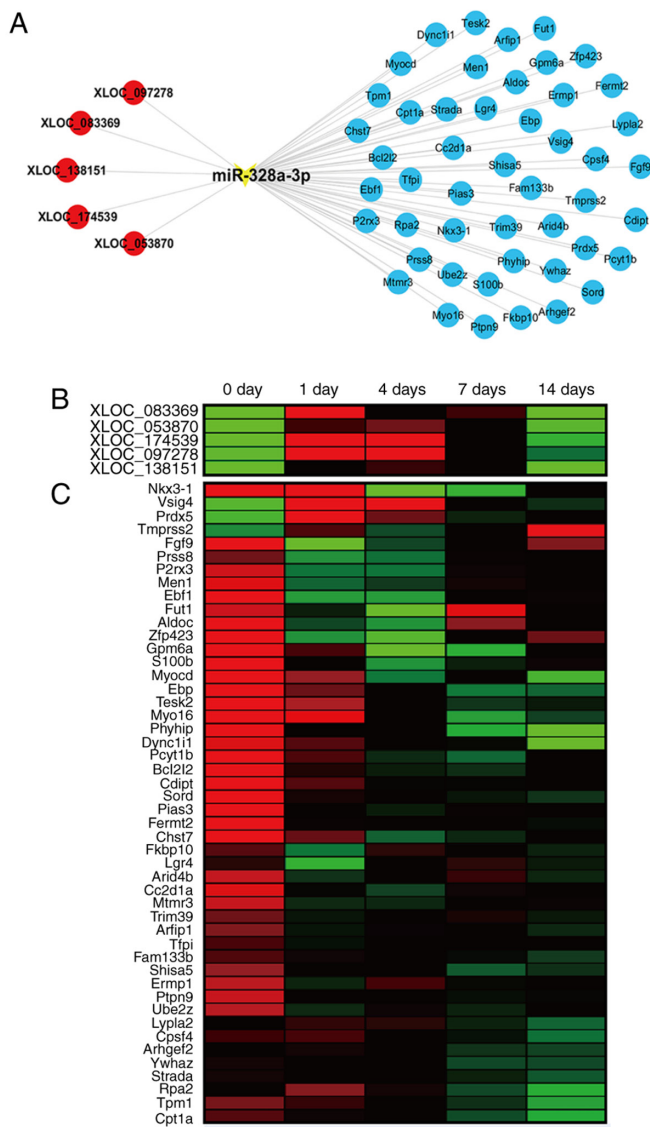 A
Tesk2
Dync1i1
Fut1
Arfip1
Myocd
Zfp423
Gpm6a
Men1
XLOC_097278
Aldoc
Fermt2
Tpm1
Ermp1
Cpt1a
Strada
Lgr4
XLOC_083369
Ebp
Lypla2
Chst7
Vsig4
Cc2d1a
Bcl2l2
Cpsf4
XLOC_138151
miR-328a-3p
Shisa5
Fgf9
Tfpi
Ebf1
Pias3
Fam133b
Tmprss2
XLOC_174539
P2rx3
Rpa2
Nkx3-1
Trim39
Arid4b
Cdipt
XLOC_053870
Prdx5
Prss8
Phyhip
Pcyt1b
Ube2z
Ywhaz
Mtmr3
S100b
Sord
Myo16
Fkbp10
Arhgef2
Ptpn9
0 day 1 day 4 days 7 days 14 days
B
XLOC_083369
XLOC_053870
XLOC_174539
XLOC_097278
XLOC_138151
C
Nkx3-1
Vsig4
Prdx5
Tmprss2
Fgf9
Prss8
P2rx3
Men1
Ebf1
Fut1
Aldoc
Zfp423
Gpm6a
S100b
Myocd
Ebp
Tesk2
Myo16
Phyhip
Dync1i1
Pcyt1b
Bcl2l2
Cdipt
Sord
Pias3
Fermt2
Chst7
Fkbp10
Lgr4
Arid4b
Cc2d1a
Mtmr3
Trim39
Arfip1
Tfpi
Fam133b
Shisa5
Ermp1
Ptpn9
Ube2z
Lypla2
Cpsf4
Arhgef2
Ywhaz
Strada
Rpa2
Tpm1
Cpt1a